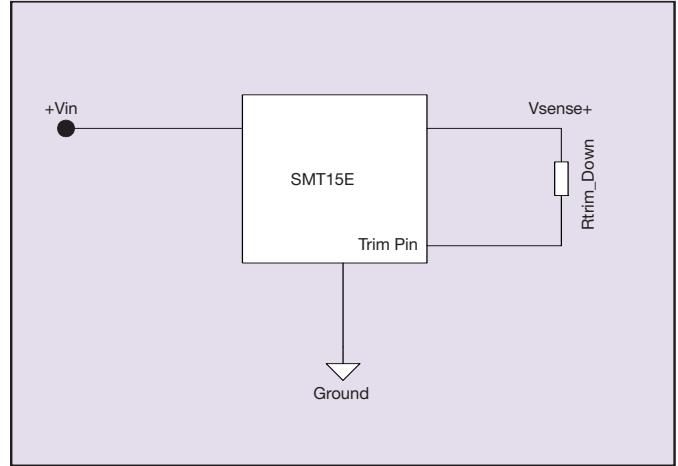 +Vin
Vsense+
SMT15E
Rtrim_Down
Trim Pin
Ground